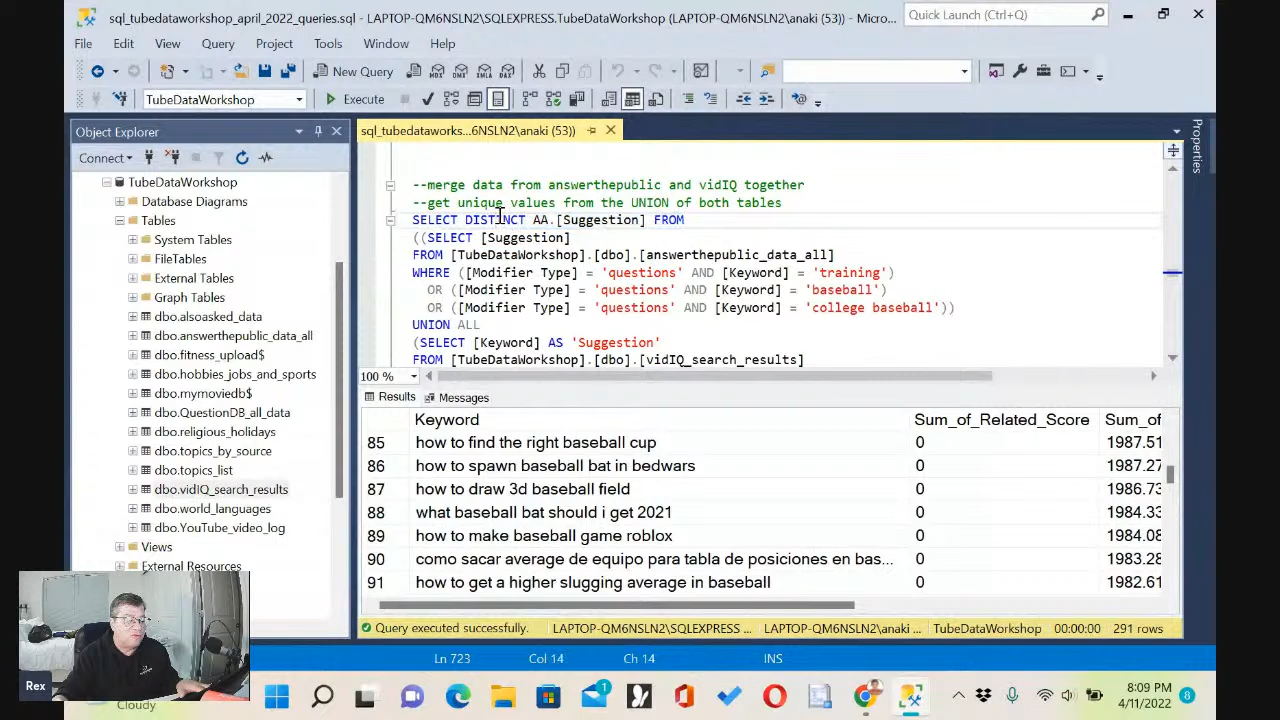 sql_tubedataworkshop_april_2022_queries.sql - LAPTOP-QM6NSLN2\SQLEXPRESS.TubeDataWorkshop (LAPTOP-QM6NSLN2\anaki (53)) - Micro...
Quick Launch (Ctrl+Q)
File Edit View Query Project Tools Window Help
New Query
TubeDataWorkshop
Execute
Object Explorer
sql_tubedataworks...6NSLN2\anaki (53))
Properties
Connect
TubeDataWorkshop
Database Diagrams
Tables
System Tables
FileTables
External Tables
Graph Tables
dbo.alsoasked_data
dbo.answerthepublic_data_all
dbo.fitness_upload$
dbo.hobbies_jobs_and_sports
dbo.mymoviedb$
dbo.QuestionDB_all_data
dbo.religious_holidays
dbo.topics_by_source
dbo.topics_list
dbo.vidIQ_search_results
dbo.world_languages
dbo.YouTube_video_log
Views
External Resources
--merge data from answerthepublic and vidIQ together
--get unique values from the UNION of both tables
SELECT DISTINCT AA.[Suggestion] FROM
((SELECT [Suggestion]
FROM [TubeDataWorkshop].[dbo].[answerthepublic_data_all]
WHERE ([Modifier Type] = 'questions' AND [Keyword] = 'training')
OR ([Modifier Type] = 'questions' AND [Keyword] = 'baseball')
OR ([Modifier Type] = 'questions' AND [Keyword] = 'college baseball'))
UNION ALL
(SELECT [Keyword] AS 'Suggestion'
FROM [TubeDataWorkshop].[dbo].[vidIQ_search_results]
100 %
Results Messages
Keyword Sum_of_Related_Score Sum_of
85 how to find the right baseball cup 0 1987.51
86 how to spawn baseball bat in bedwars 0 1987.27
87 how to draw 3d baseball field 0 1986.73
88 what baseball bat should i get 2021 0 1984.33
89 how to make baseball game roblox 0 1984.08
90 como sacar average de equipo para tabla de posiciones en bas... 0 1983.28
91 how to get a higher slugging average in baseball 0 1982.61
Query executed successfully. LAPTOP-QM6NSLN2\SQLEXPRESS ... LAPTOP-QM6NSLN2\anaki ... TubeDataWorkshop 00:00:00 291 rows
Ln 723 Col 14 Ch 14 INS
Rex
Cloudy
1
8:09 PM
4/11/2022
8